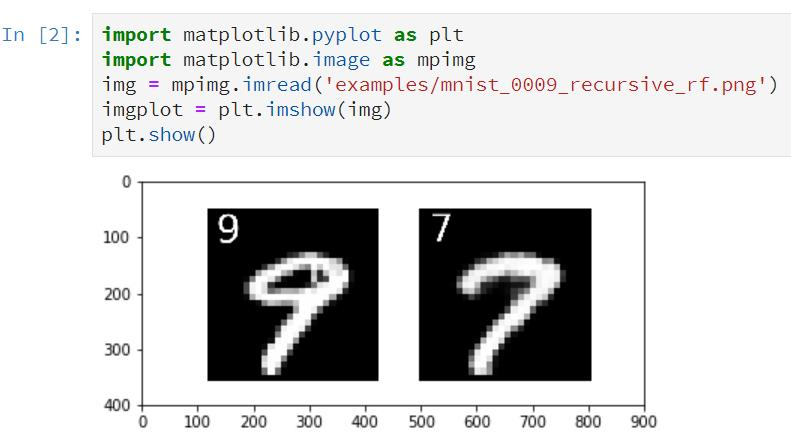 In [2]:
import matplotlib.pyplot as plt
import matplotlib.image as mpimg
img = mpimg.imread('examples/mnist_0009_recursive_rf.png')
imgplot = plt.imshow(img)
plt.show()
0
100
200
300
400
9 7
9 7
0 100 200 300 400 500 600 700 800 900